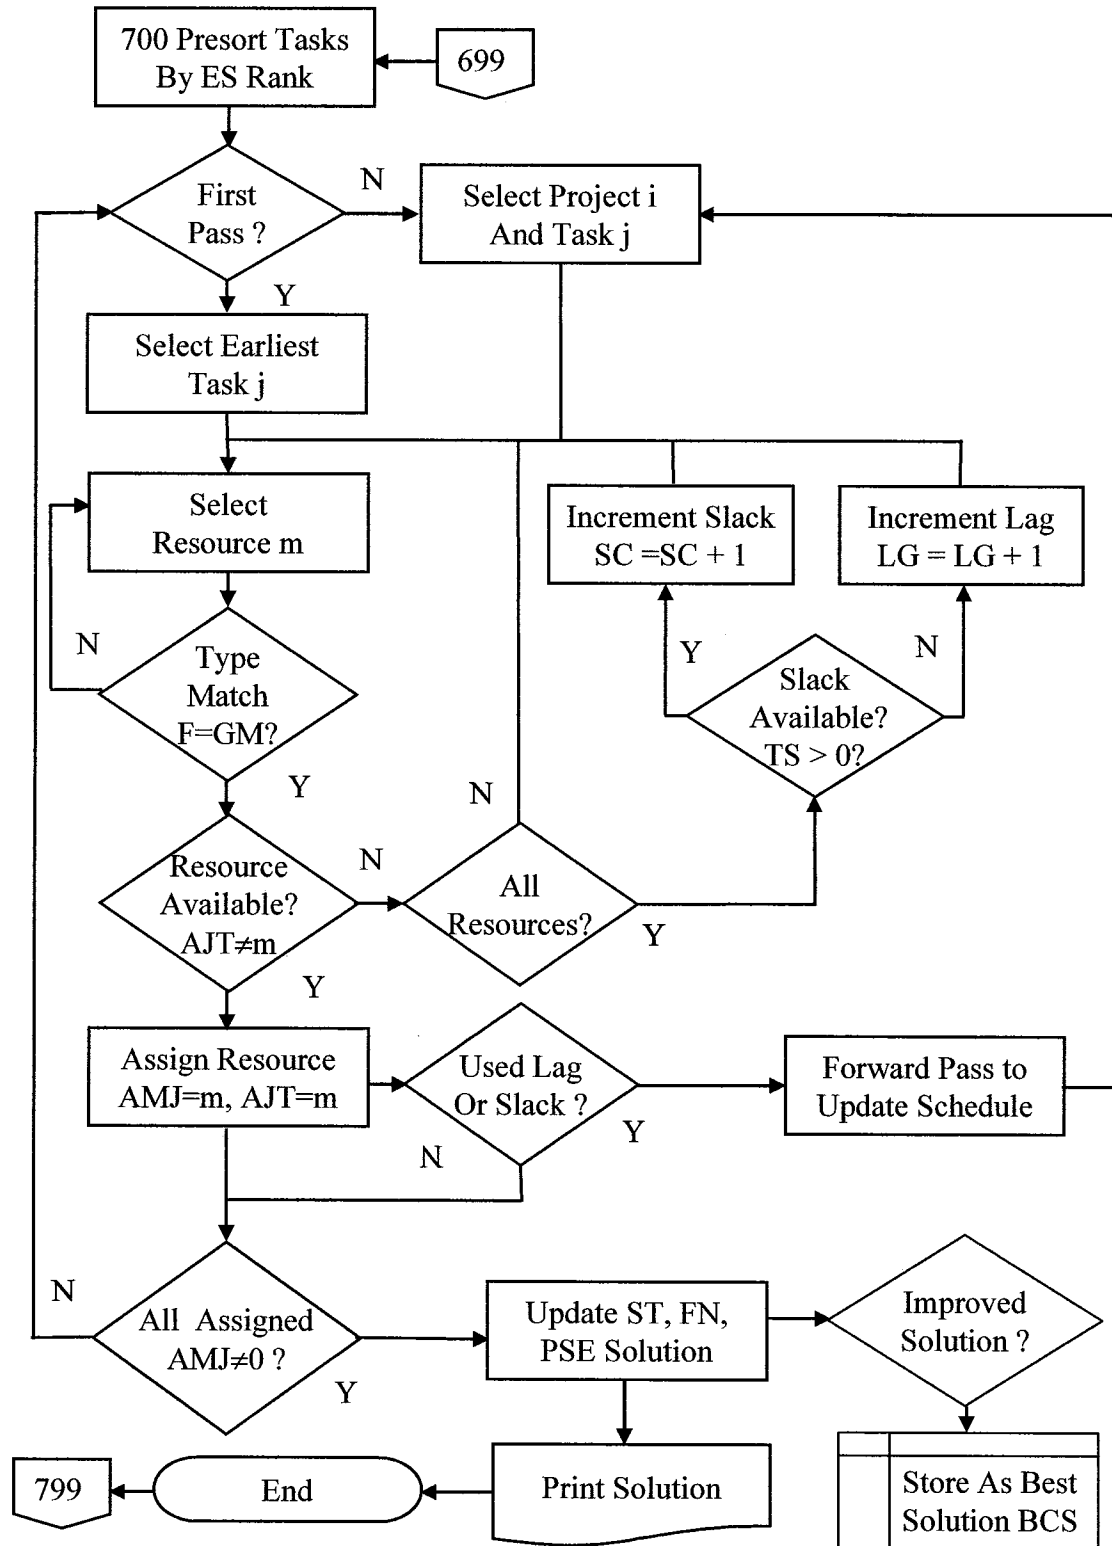 700 Presort Tasks
By ES Rank
699
First
Pass ?
N
Select Project i
And Task j
Y
Select Earliest
Task j
Select
Resource m
Increment Slack
SC =SC + 1
Increment Lag
LG = LG + 1
N
Type
Match
F=GM?
Y
Slack
Available?
TS > 0?
Y
N
Resource
Available?
AJT≠m
N
Y
All
Resources?
N
Y
Assign Resource
AMJ=m, AJT=m
Used Lag
Or Slack ?
Y
N
Forward Pass to
Update Schedule
All Assigned
AMJ≠0 ?
N
Y
Update ST, FN,
PSE Solution
Improved
Solution ?
Store As Best
Solution BCS
Print Solution
End
799